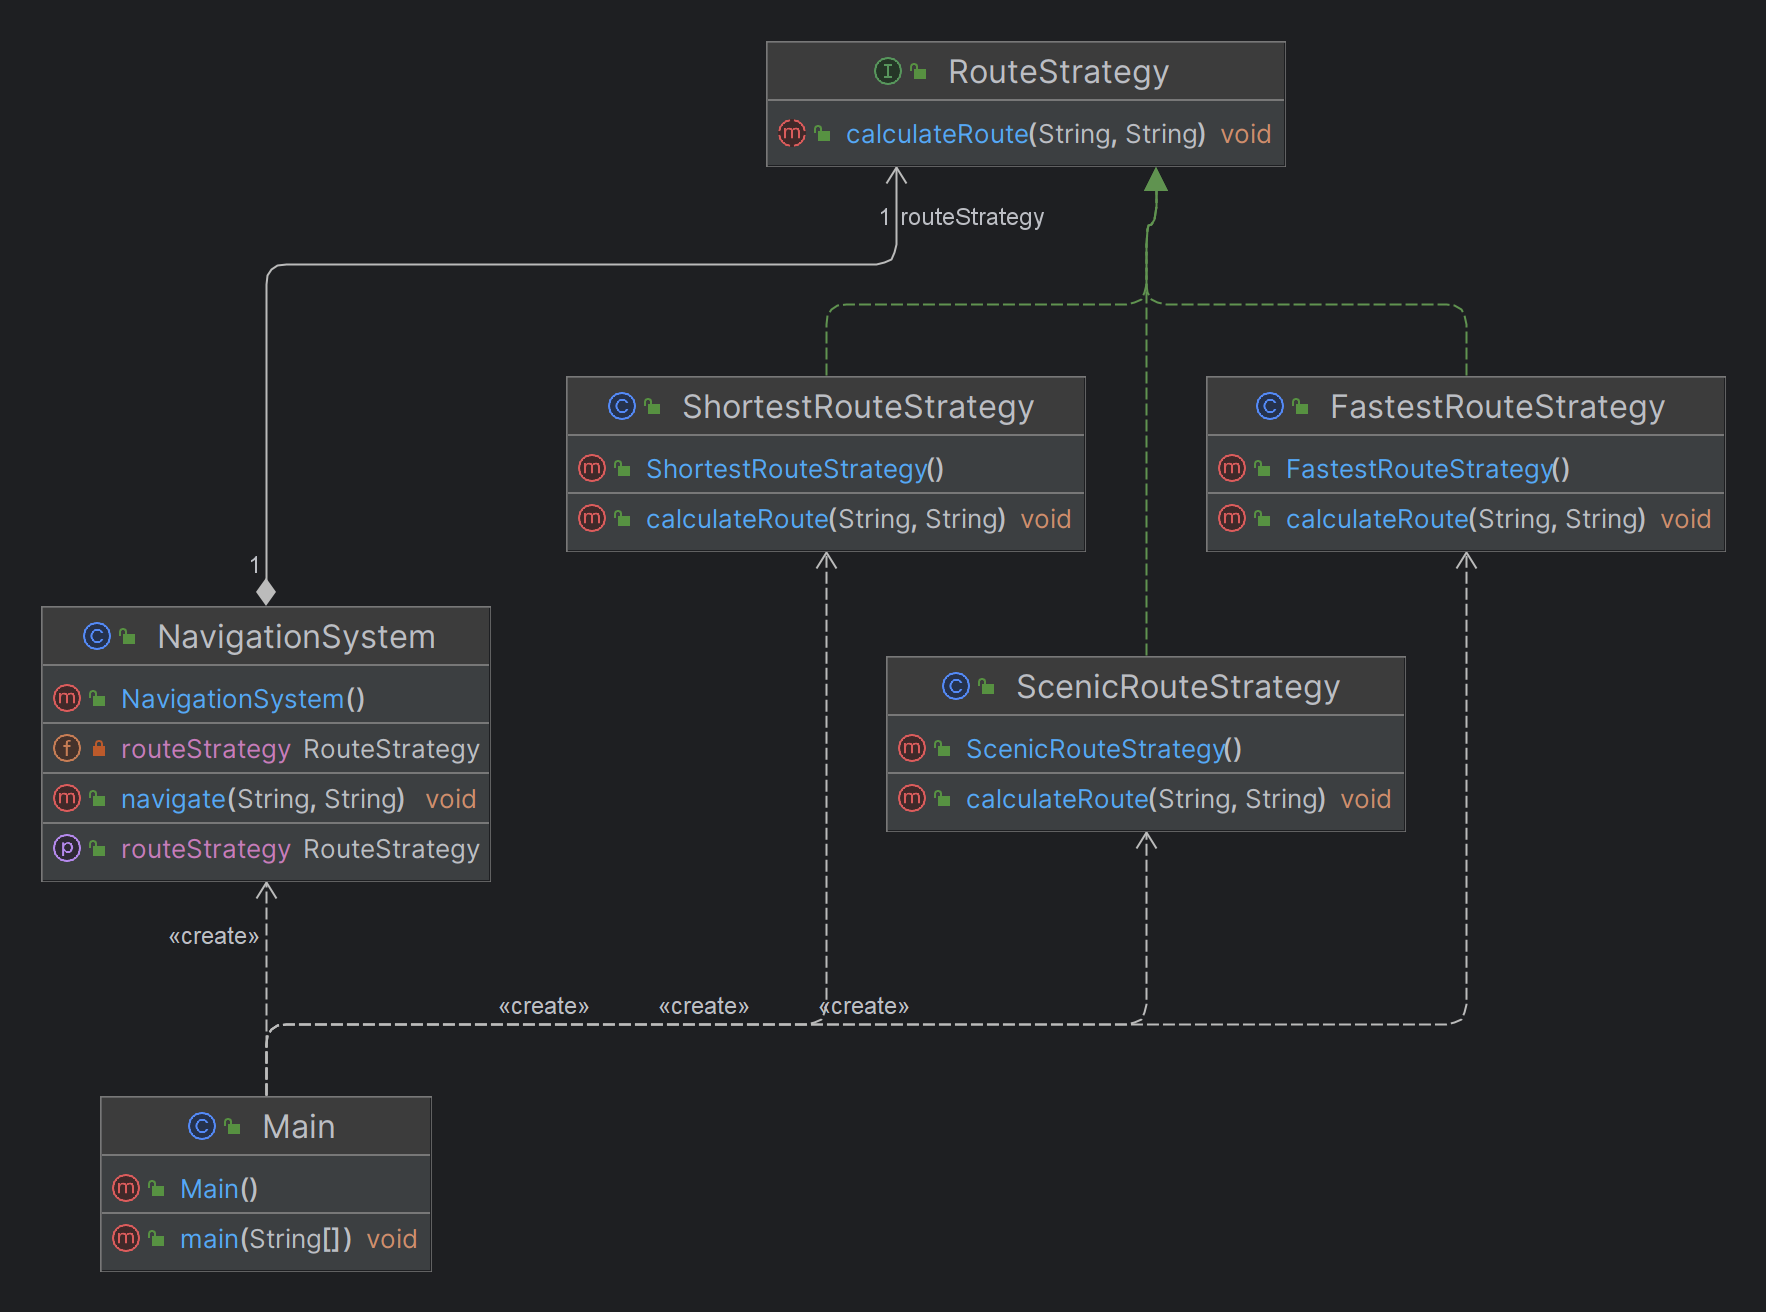 RouteStrategy
calculateRoute(String, String) void
1 routeStrategy
ShortestRouteStrategy
ShortestRouteStrategy()
calculateRoute(String, String) void
FastestRouteStrategy
FastestRouteStrategy()
calculateRoute(String, String) void
1
NavigationSystem
NavigationSystem()
routeStrategy RouteStrategy
navigate(String, String) void
routeStrategy RouteStrategy
ScenicRouteStrategy
ScenicRouteStrategy()
calculateRoute(String, String) void
«create»
«create» «create» «create»
Main
Main()
main(String[]) void